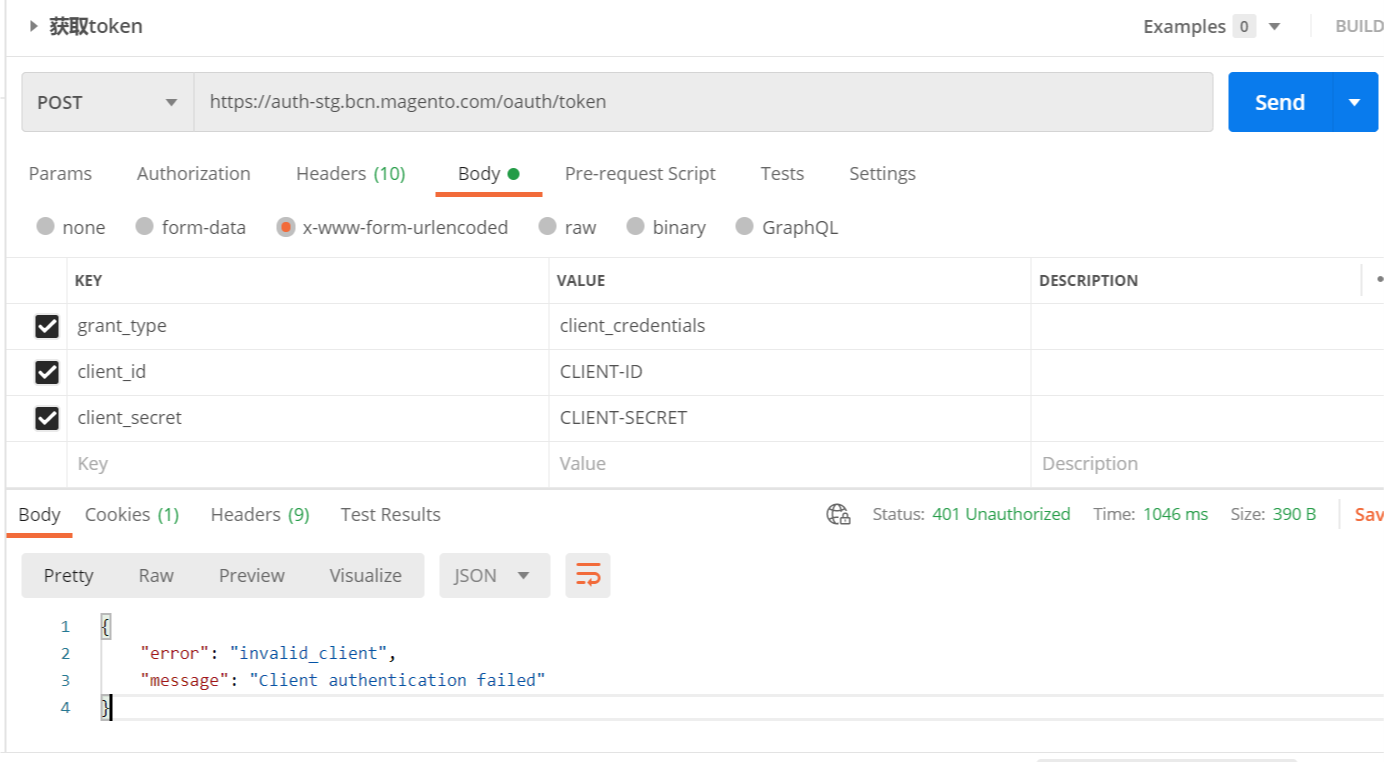 获取token
Examples 0
BUILD
POST
https://auth-stg.bcn.magento.com/oauth/token
Send
Params Authorization Headers (10) Body Pre-request Script Tests Settings
none form-data x-www-form-urlencoded raw binary GraphQL
KEY VALUE DESCRIPTION
grant_type client_credentials
client_id CLIENT-ID
client_secret CLIENT-SECRET
Key Value Description
Body Cookies (1) Headers (9) Test Results Status: 401 Unauthorized Time: 1046 ms Size: 390 B Sav
Pretty Raw Preview Visualize JSON
1 {
2 "error": "invalid_client",
3 "message": "Client authentication failed"
4 }